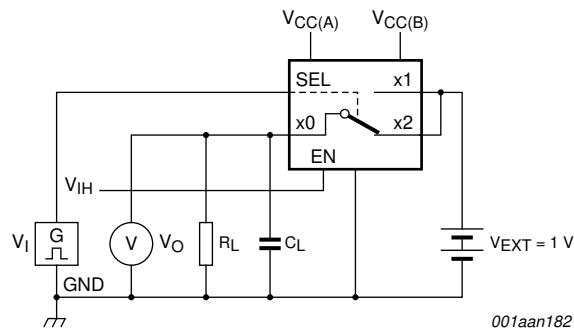 VCC(A) VCC(B)
SEL x1
x0 x2
EN
VIH
VI G V VO RL CL VEXT = 1 V
GND
001aan182